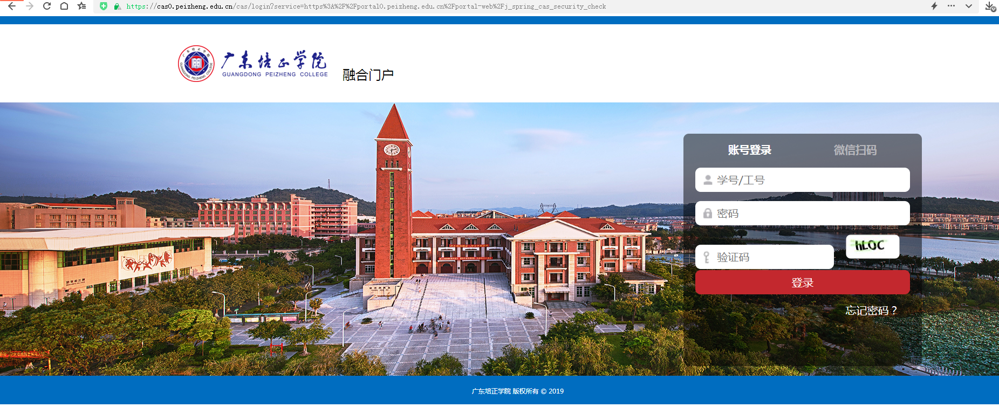 https://cas0.peizheng.edu.cn/cas/login?service=https%3A%2F%2Fportal0.peizheng.edu.cn%2Fportal-web%2Fj_spring_cas_security_check
广东培正学院
GUANGDONG PEIZHENG COLLEGE
融合门户
账号登录 微信扫码
学号/工号
密码
hLOC
验证码
登录
忘记密码？
广东培正学院 版权所有 © 2019